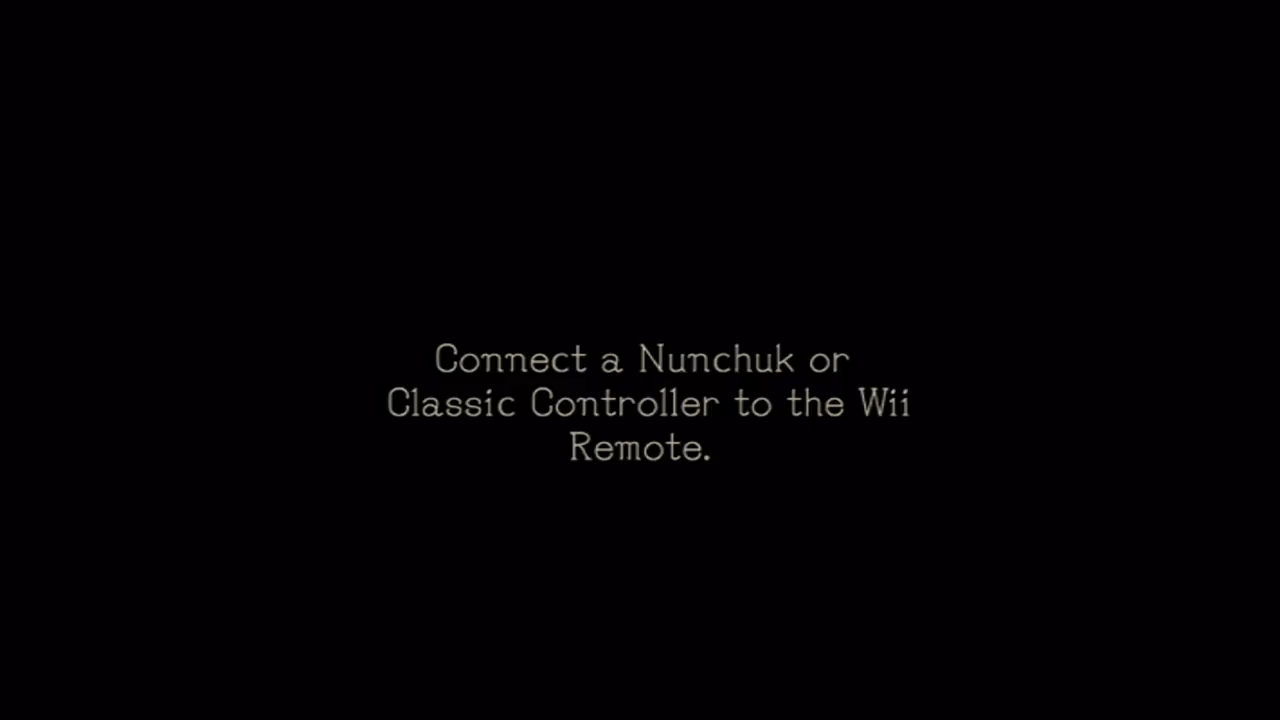 Connect a Nunchuk or
Classic Controller to the Wii
Remote.